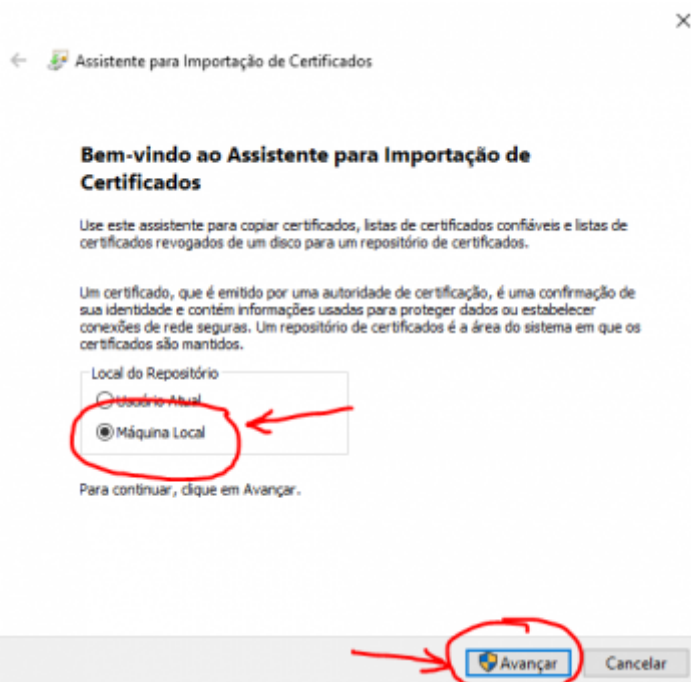 Assistente para Importação de Certificados
Bem-vindo ao Assistente para Importação de
Certificados
Use este assistente para copiar certificados, listas de certificados confiáveis e listas de
certificados revogados de um disco para um repositório de certificados.
Um certificado, que é emitido por uma autoridade de certificação, é uma confirmação de
sua identidade e contém informações usadas para proteger dados ou estabelecer
conexões de rede seguras. Um repositório de certificados é a área do sistema em que os
certificados são mantidos.
Local do Repositório
Usuário Atual
Máquina Local
Para continuar, clique em Avançar.
Avançar
Cancelar